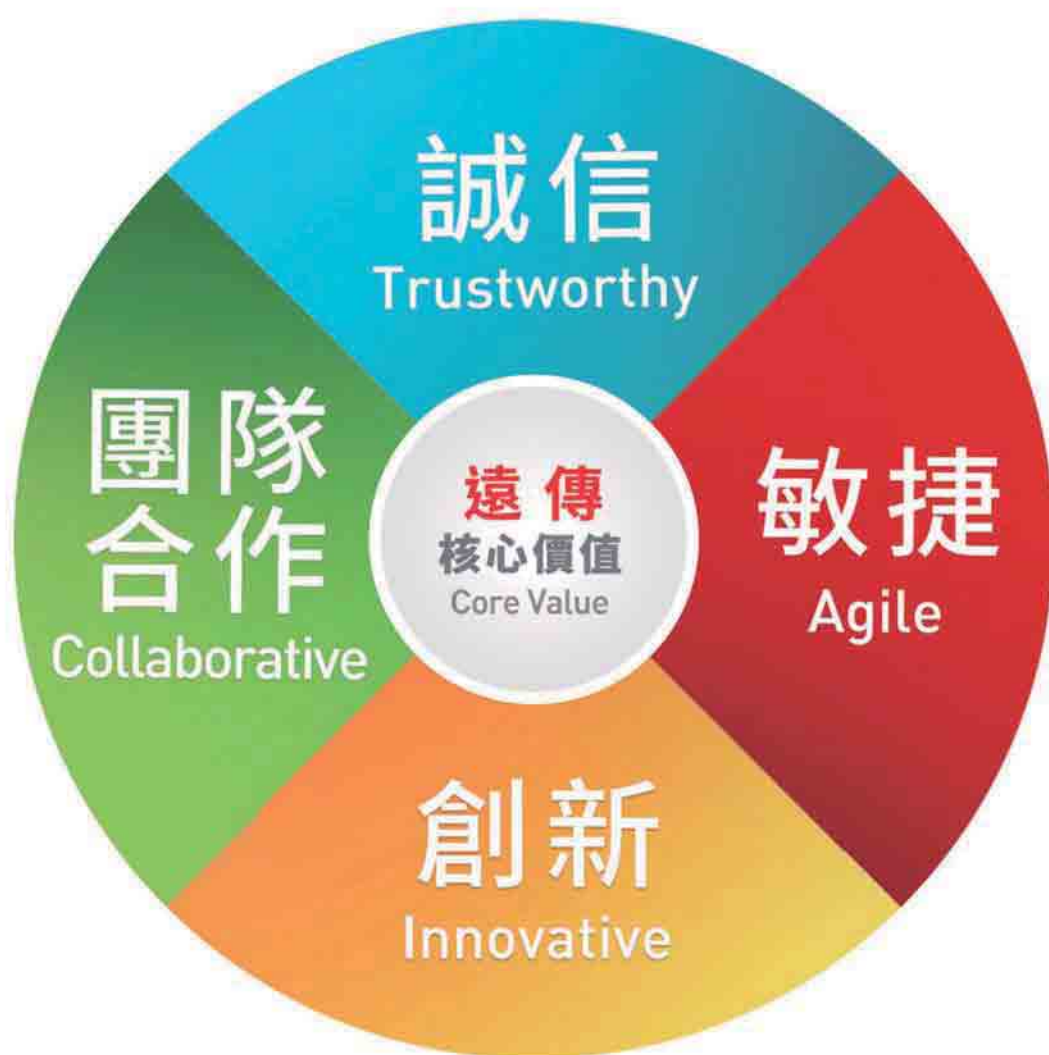 誠信
Trustworthy
團隊
合作
Collaborative
遠傳
核心價值
Core Value
敏捷
Agile
創新
Innovative